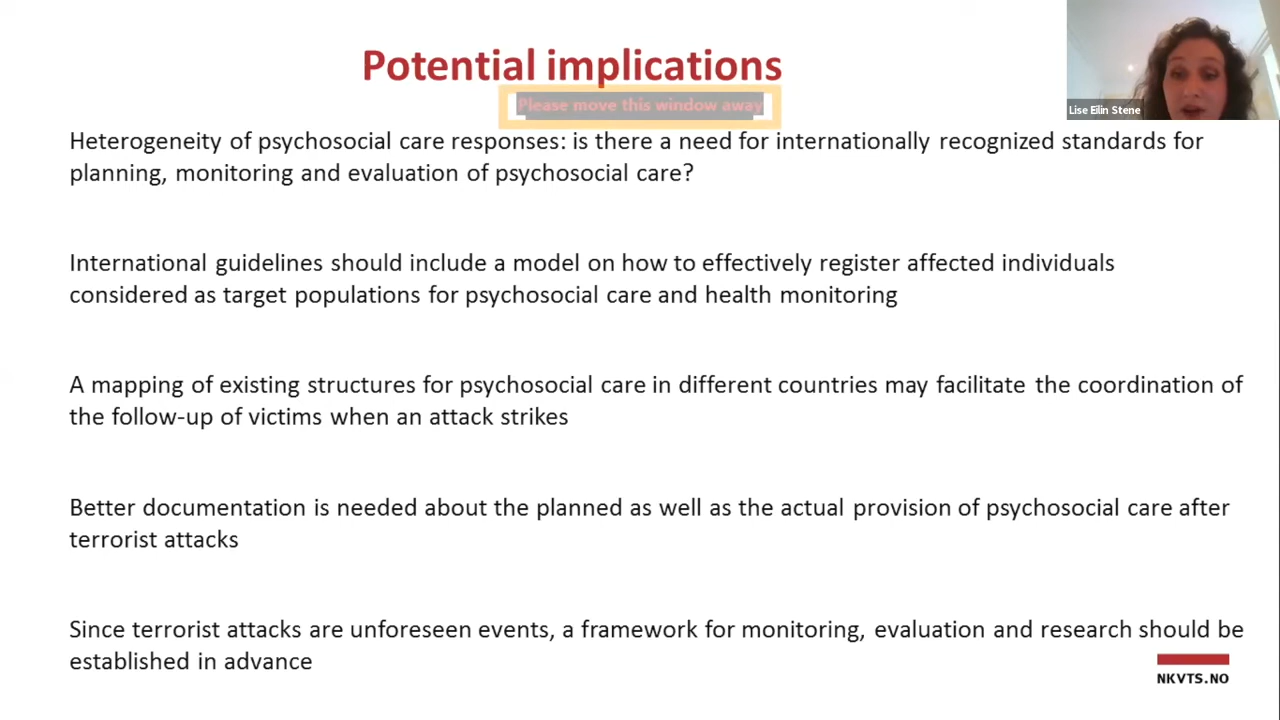 Potential implications
Please move this window away
Lise Eilin Stene
Heterogeneity of psychosocial care responses: is there a need for internationally recognized standards for
planning, monitoring and evaluation of psychosocial care?
International guidelines should include a model on how to effectively register affected individuals
considered as target populations for psychosocial care and health monitoring
A mapping of existing structures for psychosocial care in different countries may facilitate the coordination of
the follow-up of victims when an attack strikes
Better documentation is needed about the planned as well as the actual provision of psychosocial care after
terrorist attacks
Since terrorist attacks are unforeseen events, a framework for monitoring, evaluation and research should be
established in advance
NKVTS.NO